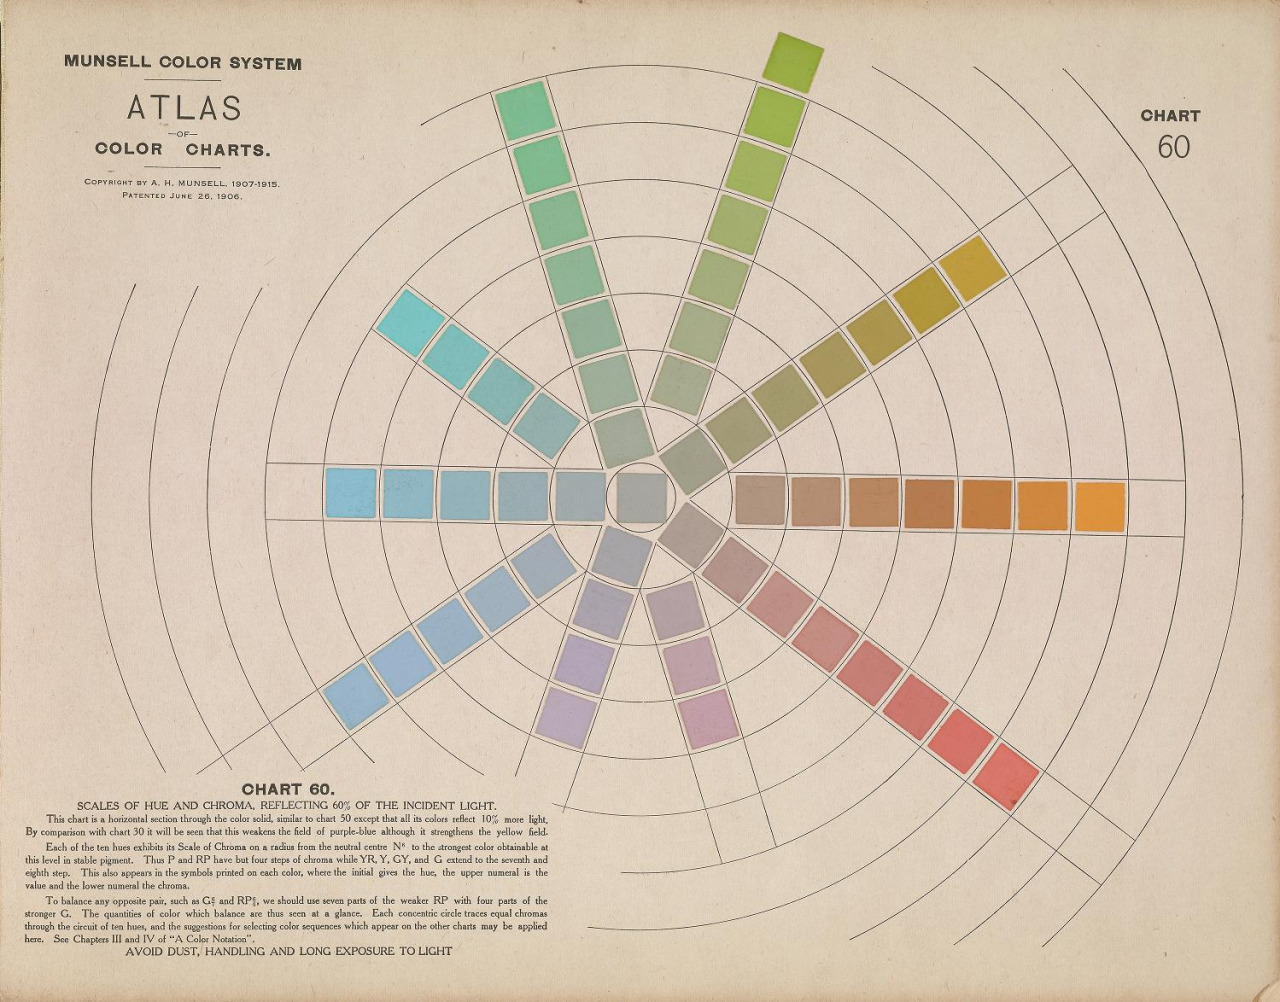 MUNSELL COLOR SYSTEM
ATLAS
—OF—
COLOR CHARTS.
COPYRIGHT BY A. H. MUNSELL, 1907-1915.
PATENTED JUNE 26, 1906.
CHART
60
CHART 60.
SCALES OF HUE AND CHROMA, REFLECTING 60% OF THE INCIDENT LIGHT.
This chart is a horizontal section through the color solid, similar to chart 50 except that all its colors reflect 10% more light.
By comparison with chart 30 it will be seen that this weakens the field of purple-blue although it strengthens the yellow field.
Each of the ten hues exhibits its Scale of Chroma on a radius from the neutral centre N⁶ to the strongest color obtainable at
this level in stable pigment. Thus P and RP have but four steps of chroma while YR, Y, GY, and G extend to the seventh and
eighth step. This also appears in the symbols printed on each color, where the initial gives the hue, the upper numeral is the
value and the lower numeral the chroma.
To balance any opposite pair, such as G and RP, we should use seven parts of the weaker RP with four parts of the
stronger G. The quantities of color which balance are thus seen at a glance. Each concentric circle traces equal chromas
through the circuit of ten hues, and the suggestions for selecting color sequences which appear on the other charts may be applied
here. See Chapters III and IV of "A Color Notation".
AVOID DUST, HANDLING AND LONG EXPOSURE TO LIGHT